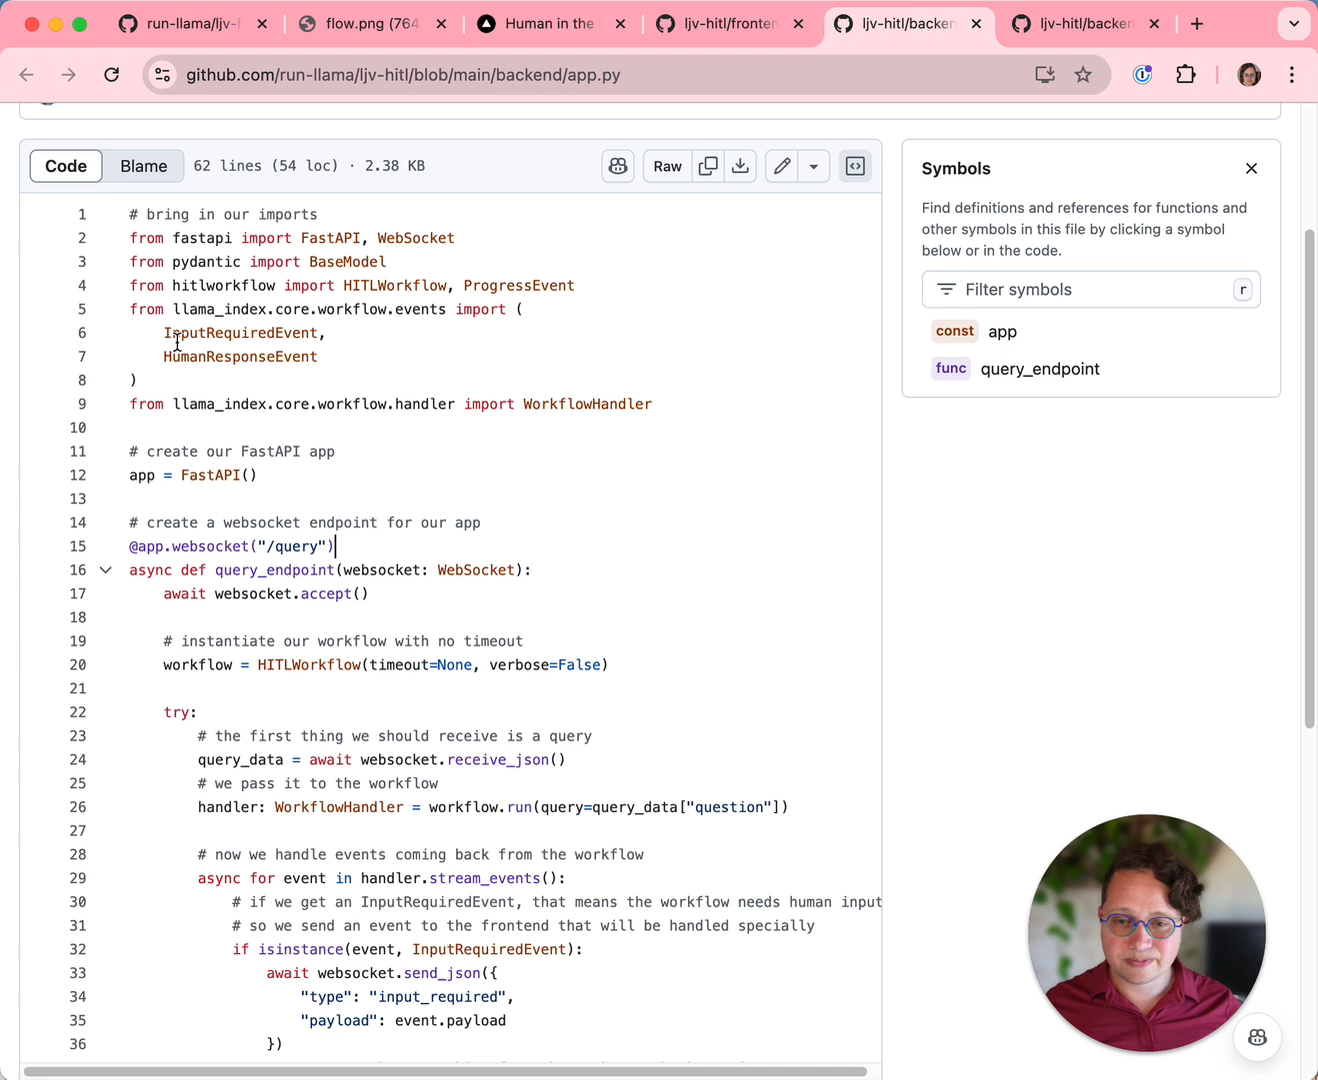 run-llama/ljv-h
flow.png (764
Human in the
ljv-hitl/fronten
ljv-hitl/backen
ljv-hitl/backen
github.com/run-llama/ljv-hitl/blob/main/backend/app.py
Code
Blame
62 lines (54 loc) · 2.38 KB
Raw
1 # bring in our imports
2 from fastapi import FastAPI, WebSocket
3 from pydantic import BaseModel
4 from hitlworkflow import HITLWorkflow, ProgressEvent
5 from llama_index.core.workflow.events import (
6 InputRequiredEvent,
7 HumanResponseEvent
8 )
9 from llama_index.core.workflow.handler import WorkflowHandler
10
11 # create our FastAPI app
12 app = FastAPI()
13
14 # create a websocket endpoint for our app
15 @app.websocket("/query")
16 async def query_endpoint(websocket: WebSocket):
17 await websocket.accept()
18
19 # instantiate our workflow with no timeout
20 workflow = HITLWorkflow(timeout=None, verbose=False)
21
22 try:
23 # the first thing we should receive is a query
24 query_data = await websocket.receive_json()
25 # we pass it to the workflow
26 handler: WorkflowHandler = workflow.run(query=query_data["question"])
27
28 # now we handle events coming back from the workflow
29 async for event in handler.stream_events():
30 # if we get an InputRequiredEvent, that means the workflow needs human input
31 # so we send an event to the frontend that will be handled specially
32 if isinstance(event, InputRequiredEvent):
33 await websocket.send_json({
34 "type": "input_required",
35 "payload": event.payload
36 })
Symbols
Find definitions and references for functions and
other symbols in this file by clicking a symbol
below or in the code.
Filter symbols
r
const app
func query_endpoint